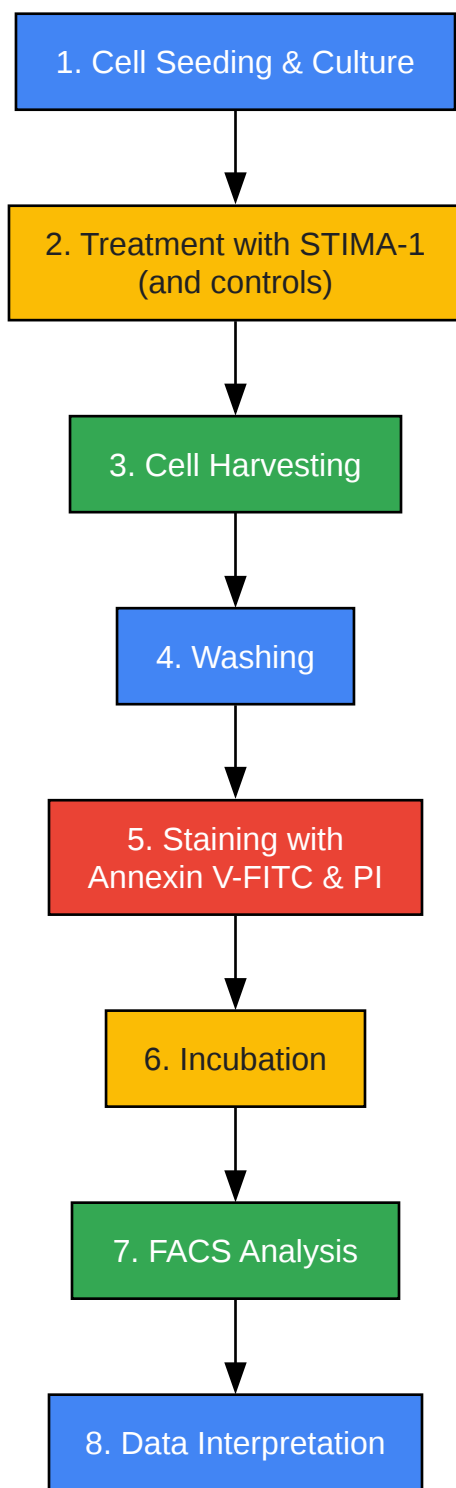 1. Cell Seeding & Culture
2. Treatment with STIMA-1
(and controls)
3. Cell Harvesting
4. Washing
5. Staining with
Annexin V-FITC & PI
6. Incubation
7. FACS Analysis
8. Data Interpretation